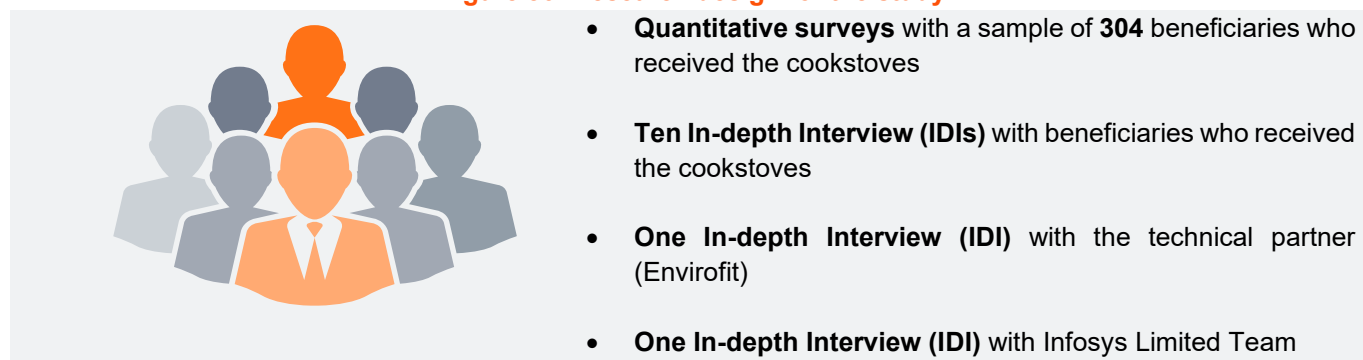 • Quantitative surveys with a sample of 304 beneficiaries who
received the cookstoves
• Ten In-depth Interview (IDIs) with beneficiaries who received
the cookstoves
• One In-depth Interview (IDI) with the technical partner
(Envirofit)
• One In-depth Interview (IDI) with Infosys Limited Team